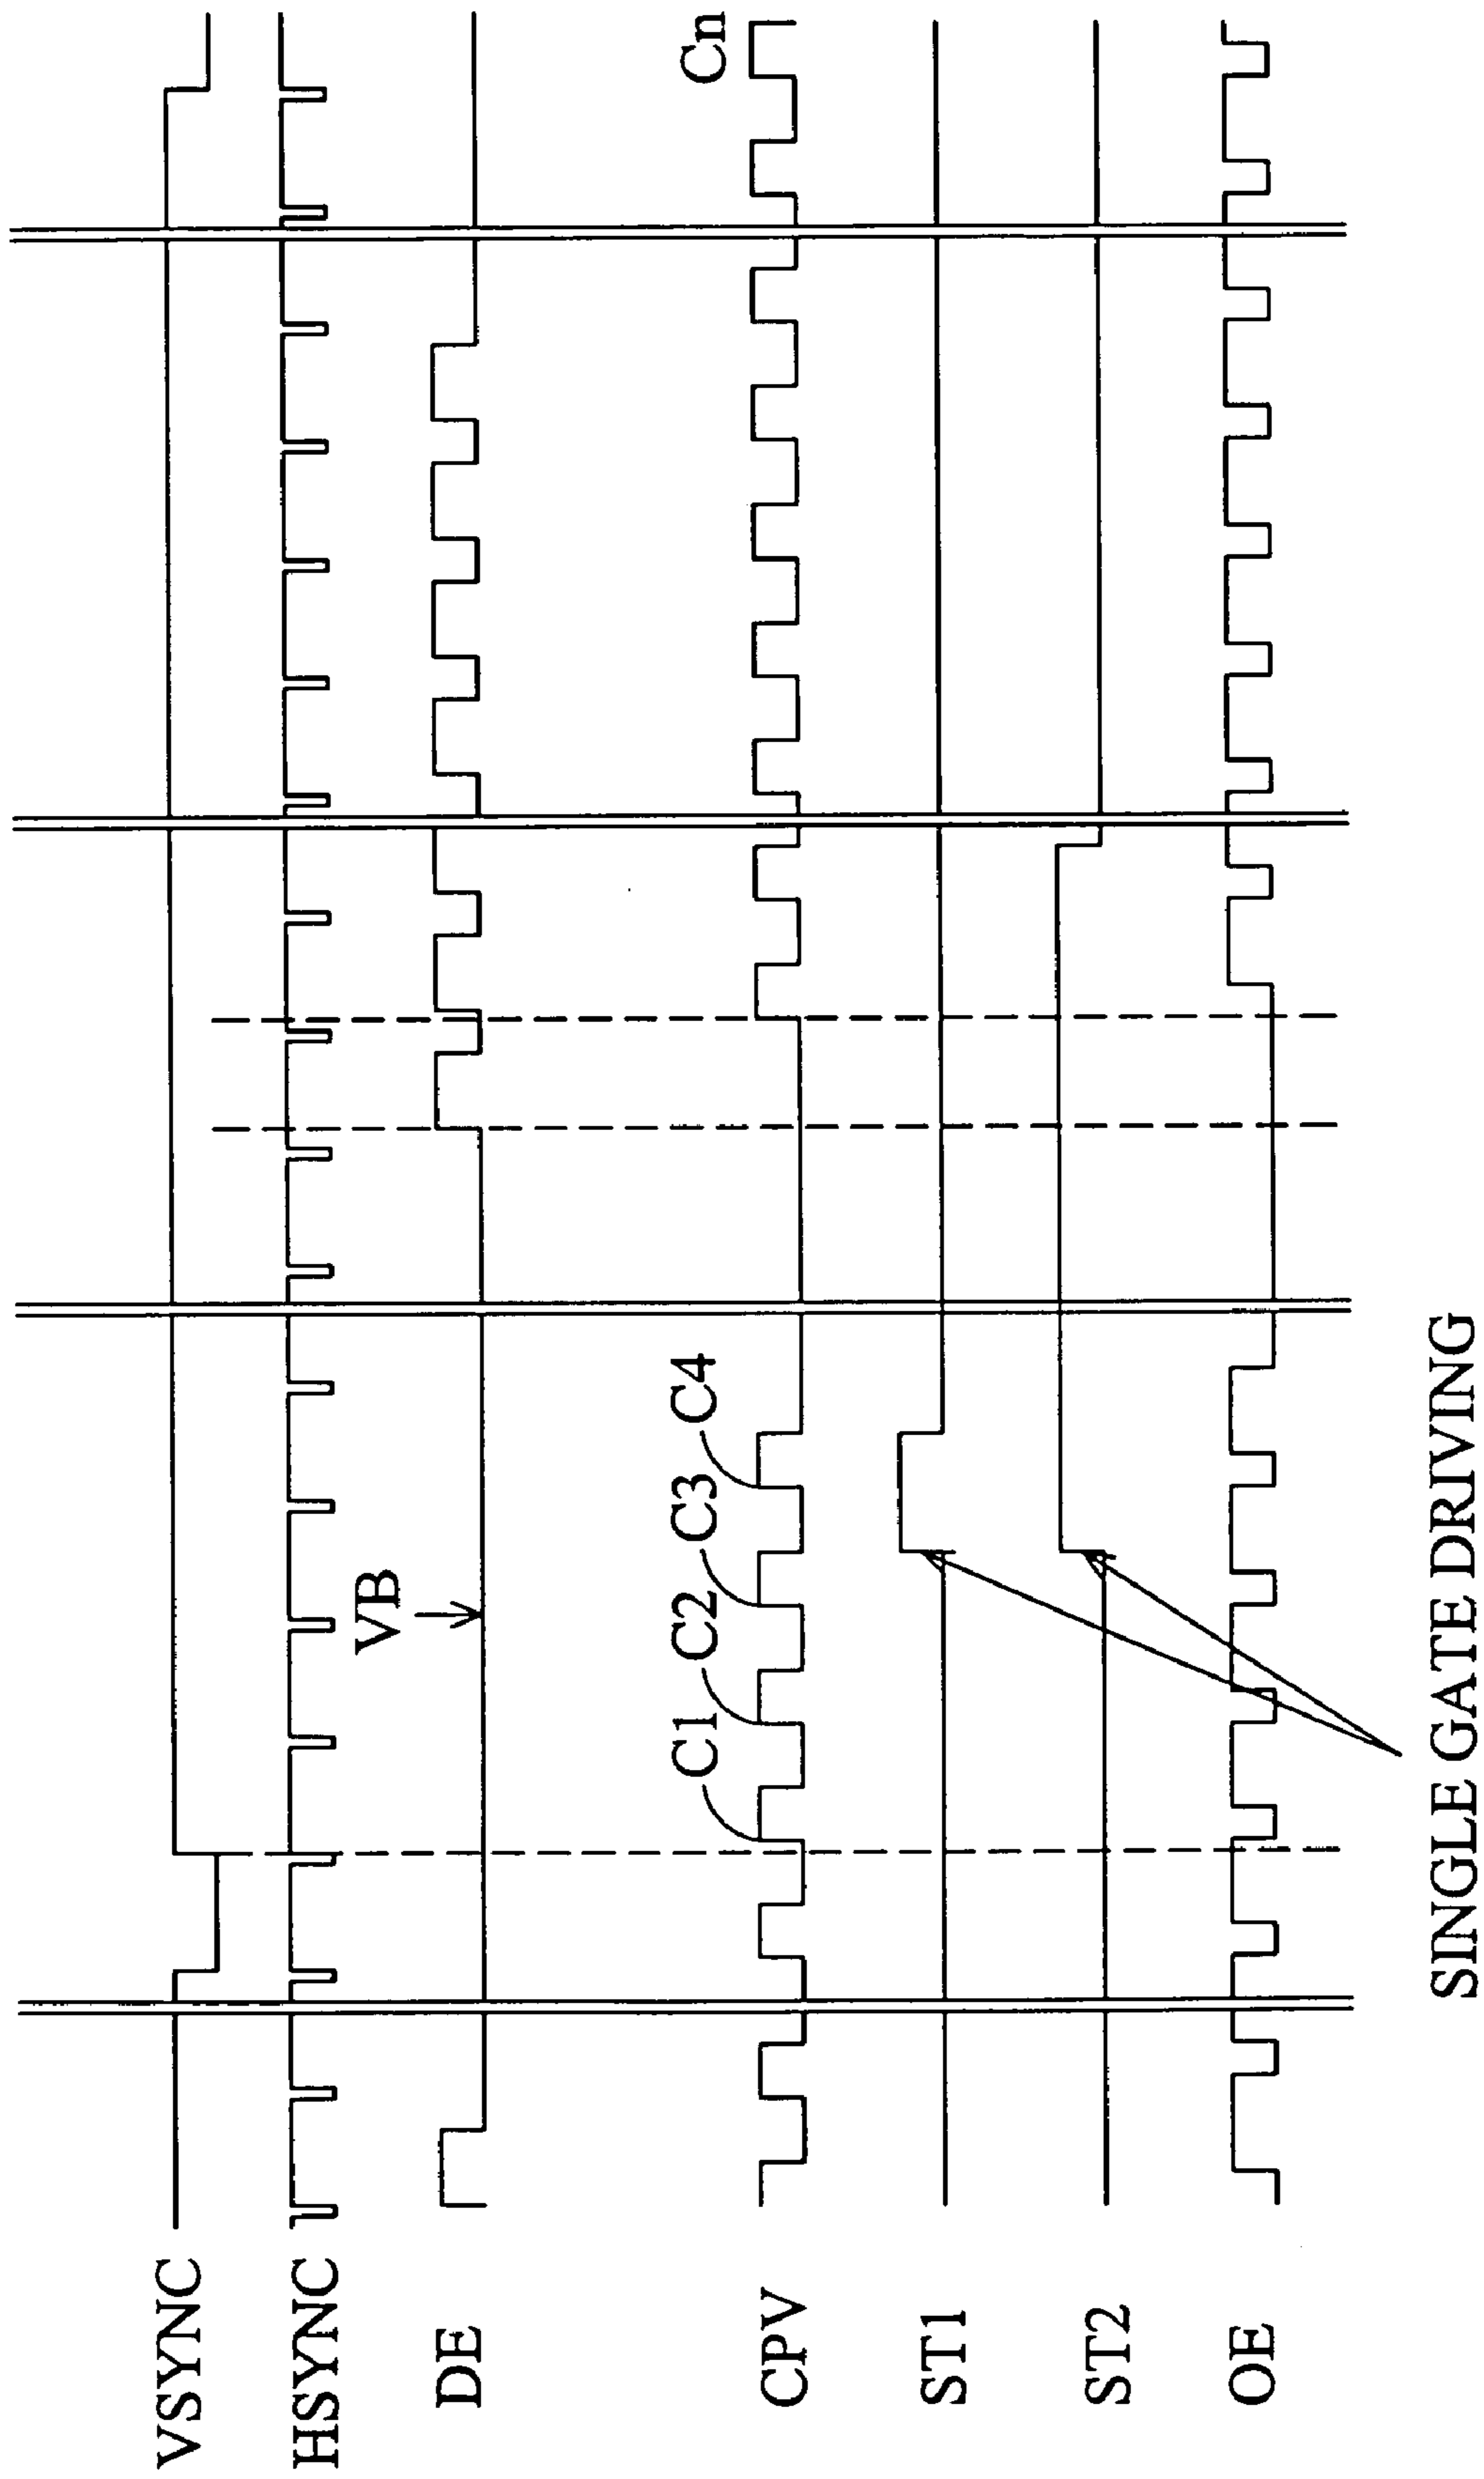 VSYNC
HSYNC
DE
VB
CPV
C1
C2
C3
C4
Cn
ST1
ST2
OE
SINGLE GATE DRIVING